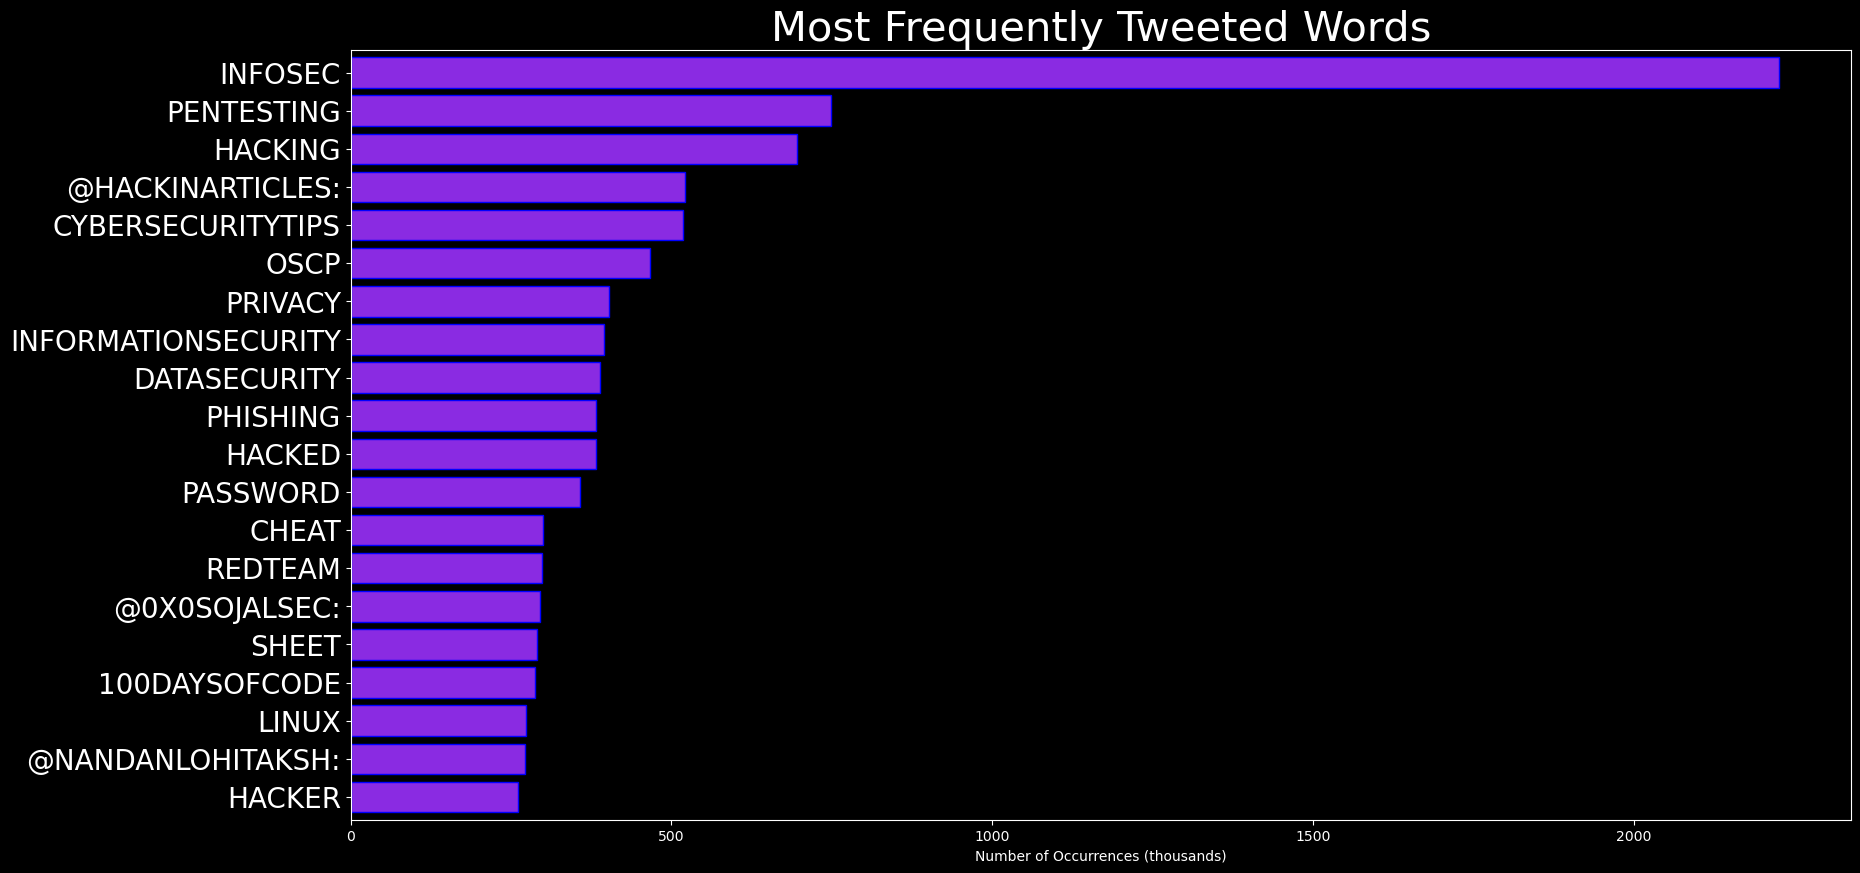 Most Frequently Tweeted Words
INFOSEC
PENTESTING
HACKING
@HACKINARTICLES:
CYBERSECURITYTIPS
OSCP
PRIVACY
INFORMATIONSECURITY
DATASECURITY
PHISHING
HACKED
PASSWORD
CHEAT
REDTEAM
@0X0SOJALSEC:
SHEET
100DAYSOFCODE
LINUX
@NANDANLOHITAKSH:
HACKER
0 500 1000 1500 2000
Number of Occurrences (thousands)